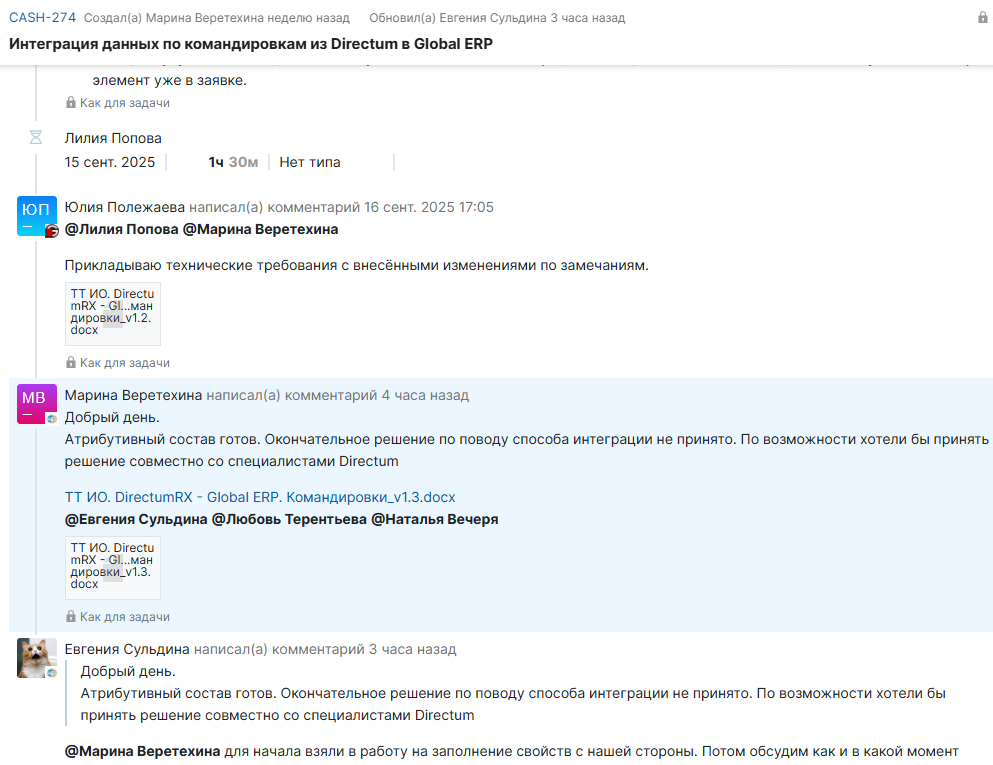 CASH-274 Создал(а) Марина Веретехина неделю назад Обновил(а) Евгения Сульдина 3 часа назад
Интеграция данных по командировкам из Directum в Global ERP
элемент уже в заявке.
Как для задачи
Лилия Попова
15 сент. 2025 1ч 30м Нет типа
ЮП
Юлия Полежаева написал(а) комментарий 16 сент. 2025 17:05
@Лилия Попова @Марина Веретехина
Прикладываю технические требования с внесёнными изменениями по замечаниям.
ТТ ИО. Directu
mRX - Gl...ман
дировки_v1.2.
docx
Как для задачи
МВ
Марина Веретехина написал(а) комментарий 4 часа назад
Добрый день.
Атрибутивный состав готов. Окончательное решение по поводу способа интеграции не принято. По возможности хотели бы принять
решение совместно со специалистами Directum
ТТ ИО. DirectumRX - Global ERP. Командировки_v1.3.docx
@Евгения Сульдина @Любовь Терентьева @Наталья Вечеря
ТТ ИО. Directu
mRX - Gl...ман
дировки_v1.3.
docx
Как для задачи
Евгения Сульдина написал(а) комментарий 3 часа назад
Добрый день.
Атрибутивный состав готов. Окончательное решение по поводу способа интеграции не принято. По возможности хотели бы
принять решение совместно со специалистами Directum
@Марина Веретехина для начала взяли в работу на заполнение свойств с нашей стороны. Потом обсудим как и в какой момент